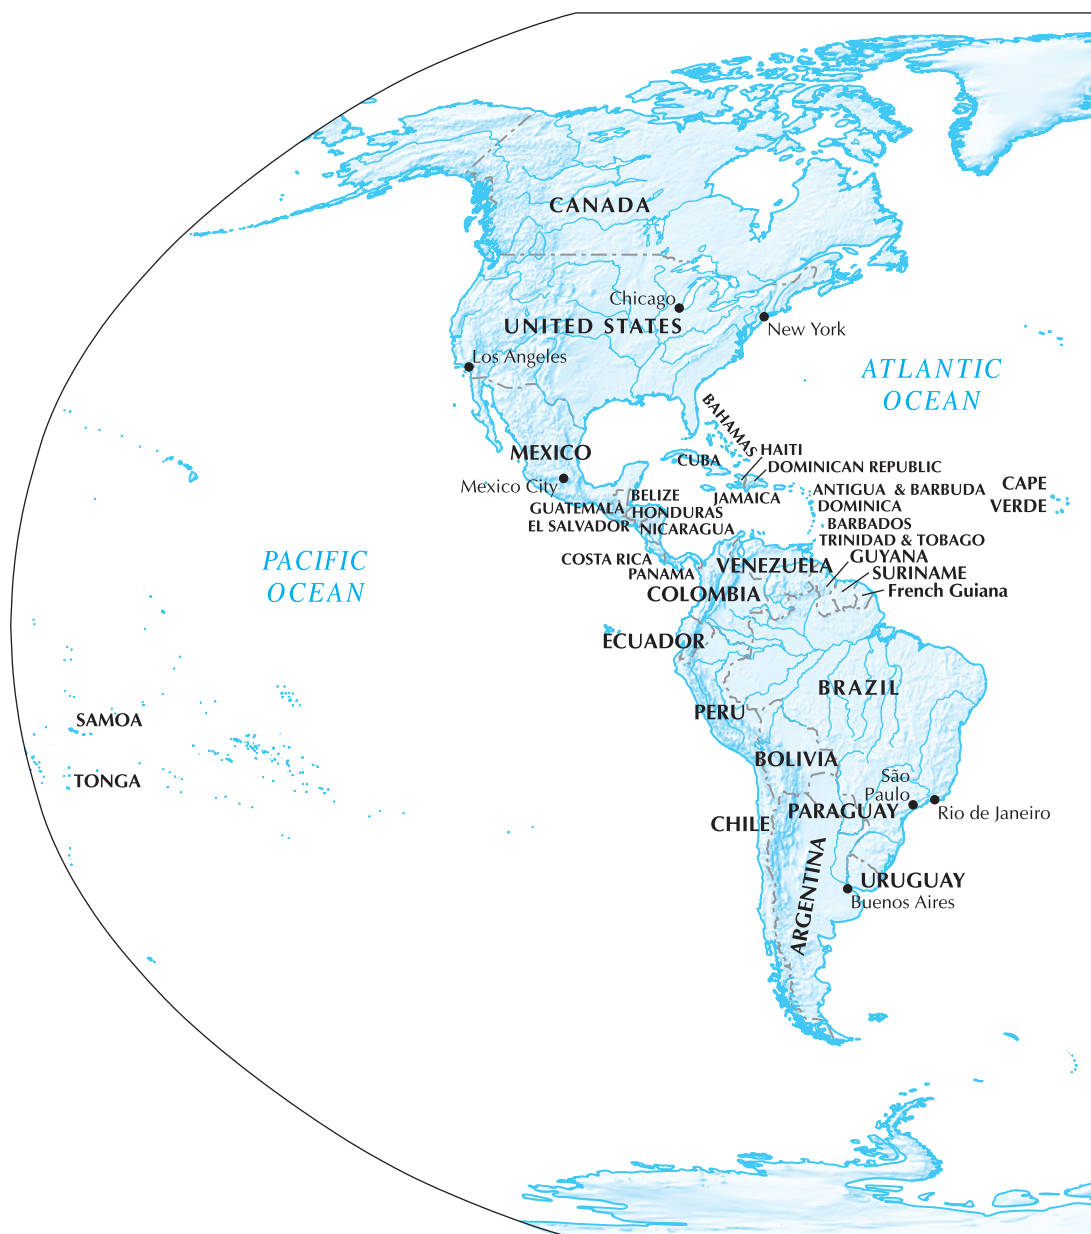 CANADA
Chicago
UNITED STATES
New York
Los Angeles
ATLANTIC
OCEAN
BAHAMAS
MEXICO
HAITI
CUBA
DOMINICAN REPUBLIC
Mexico City
CAPE
VERDE
BELIZE
JAMAICA
ANTIGUA & BARBUDA
GUATEMALA
HONDURAS
DOMINICA
EL SALVADOR
NICARAGUA
BARBADOS
TRINIDAD & TOBAGO
COSTA RICA
PANAMA
VENEZUELA
GUYANA
SURINAME
French Guiana
COLOMBIA
PACIFIC
OCEAN
ECUADOR
BRAZIL
PERU
SAMOA
BOLIVIA
TONGA
São
Paulo
PARAGUAY
Rio de Janeiro
CHILE
ARGENTINA
URUGUAY
Buenos Aires